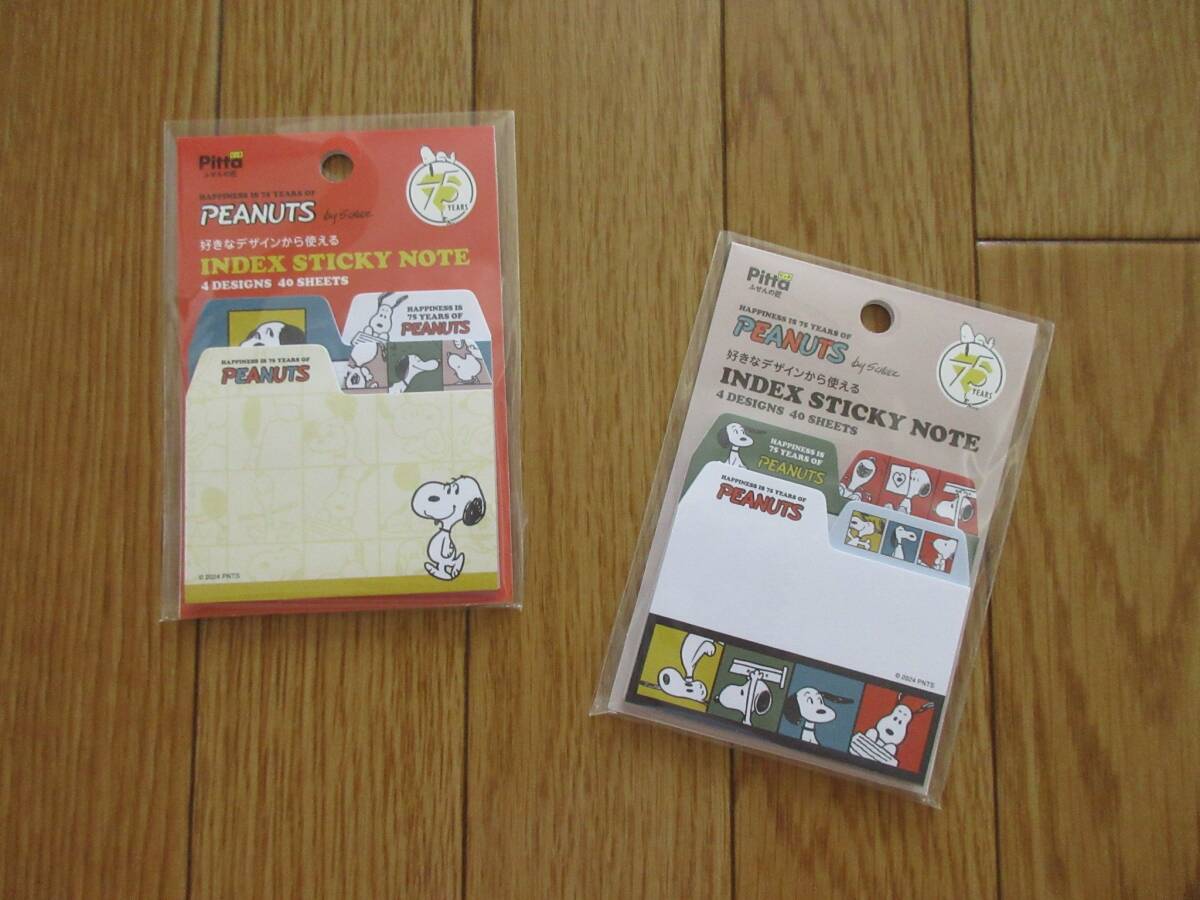 Pitta
ふせんの匠
HAPPINESS IS 75 YEARS OF
PEANUTS by Schulz
75
YEARS
好きなデザインから使える
INDEX STICKY NOTE
4 DESIGNS 40 SHEETS
HAPPINESS IS
75 YEARS OF
PEANUTS
HAPPINESS IS 75 YEARS OF
PEANUTS
© 2024 PNTS
Pitta
ふせんの匠
HAPPINESS IS 75 YEARS OF
PEANUTS by Schulz
75
YEARS
好きなデザインから使える
INDEX STICKY NOTE
4 DESIGNS 40 SHEETS
HAPPINESS IS
75 YEARS OF
PEANUTS
HAPPINESS IS 75 YEARS OF
PEANUTS
© 2024 PNTS